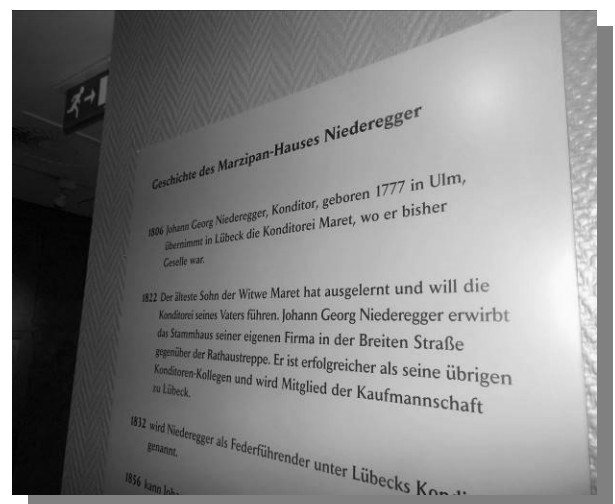 Geschichte des Marzipan-Hauses Niederegger
1806 Johann Georg Niederegger, Konditor, geboren 1777 in Ulm,
übernimmt in Lübeck die Konditorei Maret, wo er bisher
Geselle war.
1822 Der älteste Sohn der Witwe Maret hat ausgelernt und will die
Konditorei seines Vaters führen. Johann Georg Niederegger erwirbt
das Stammhaus seiner eigenen Firma in der Breiten Straße
gegenüber der Rathaustreppe. Er ist erfolgreicher als seine übrigen
Konditoren-Kollegen und wird Mitglied der Kaufmannschaft
zu Lübeck.
1832 wird Niederegger als Federführender unter Lübecks
genannt.
1856 kann